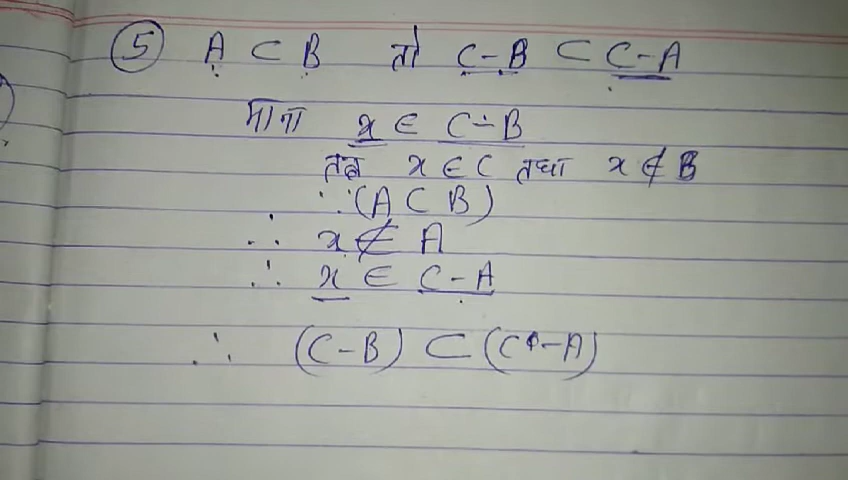 ⑤ A ⊂ B तो C-B ⊂ C-A
माना x ∈ C-B
तब x ∈ C तथा x ∉ B
∵ (A ⊂ B)
∴ x ∉ A
∴ x ∈ C-A
∴ (C-B) ⊂ (C-A)